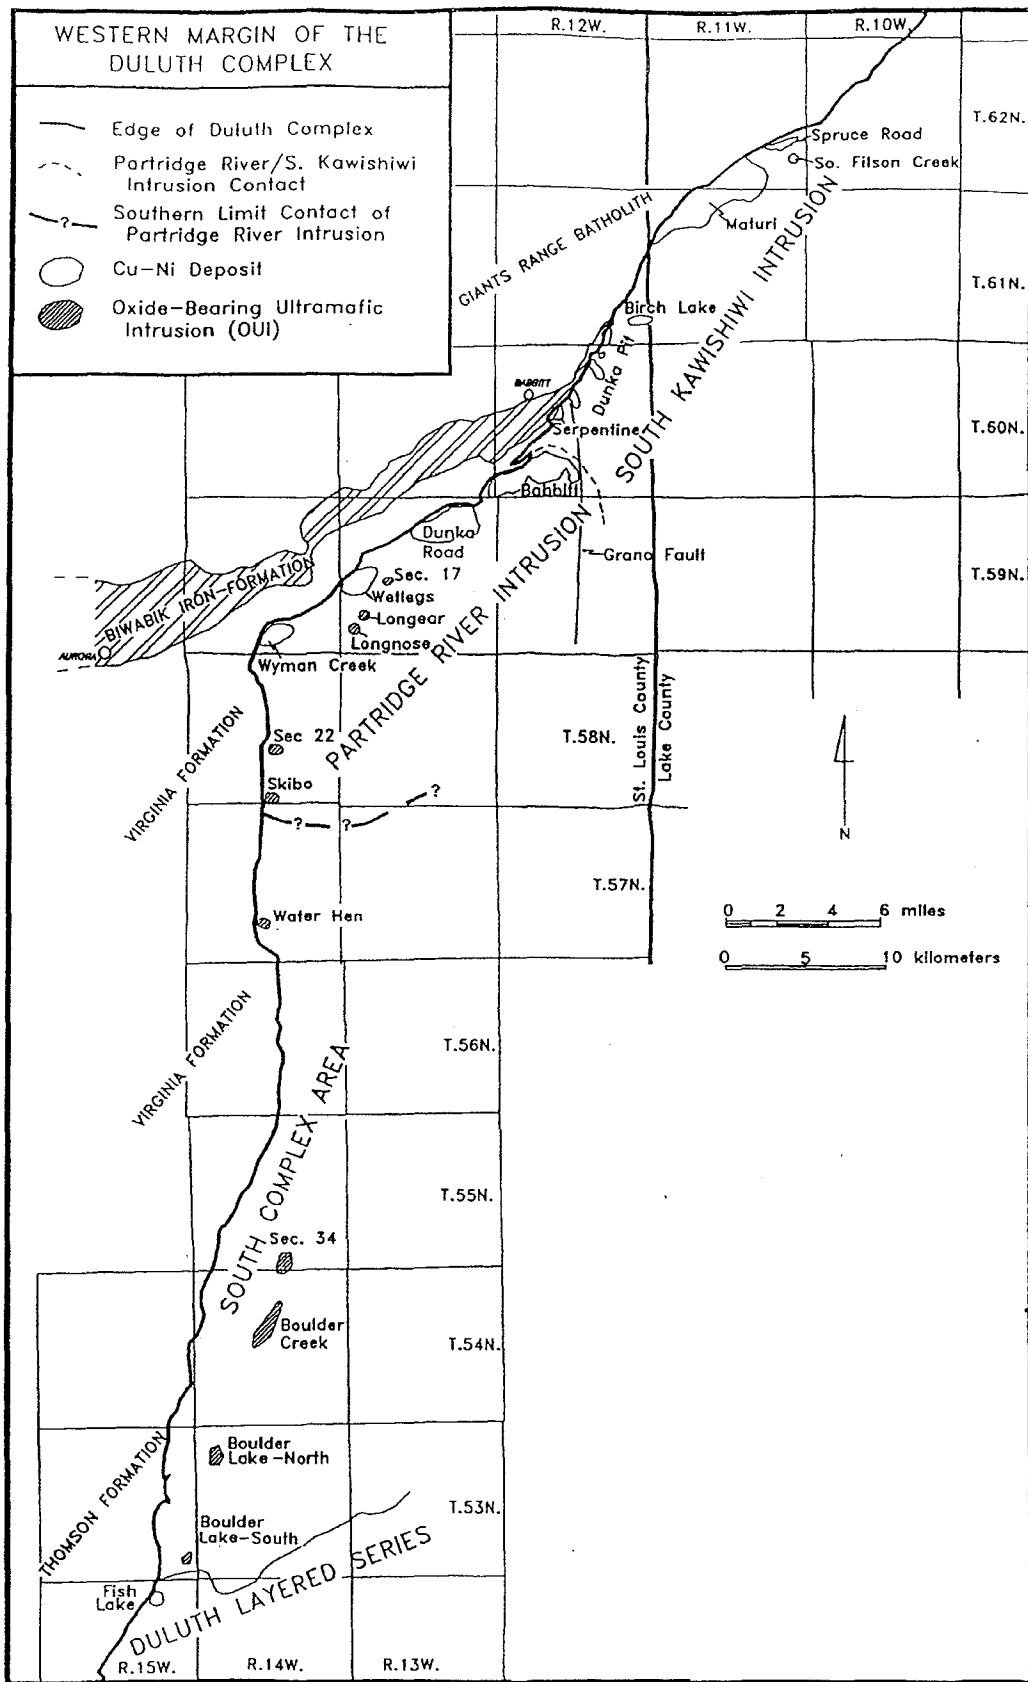 WESTERN MARGIN OF THE
DULUTH COMPLEX
Edge of Duluth Complex
Partridge River/S. Kawishiwi
Intrusion Contact
?
Southern Limit Contact of
Partridge River Intrusion
Cu-Ni Deposit
Oxide-Bearing Ultramafic
Intrusion (OUI)
R.12W.
R.11W.
R.10W.
T.62N.
Spruce Road
So. Filson Creek
Maturi
GIANTS RANGE BATHOLITH
T.61N.
Birch Lake
SOUTH KAWISHIWI INTRUSION
Dunka Pit
BABBITT
Serpentine
T.60N.
Babbitt
Dunka
Road
Grano Fault
T.59N.
Sec. 17
Wetlegs
BIWABIK IRON-FORMATION
Longear
Longnose
AURORA
Wyman Creek
PARTRIDGE RIVER INTRUSION
VIRGINIA FORMATION
Sec 22
T.58N.
St. Louis County
Lake County
Skibo
?
?
?
N
T.57N.
Water Hen
0 2 4 6 miles
0 5 10 kilometers
VIRGINIA FORMATION
T.56N.
SOUTH COMPLEX AREA
T.55N.
Sec. 34
Boulder
Creek
T.54N.
THOMSON FORMATION
Boulder
Lake-North
T.53N.
Boulder
Lake-South
DULUTH LAYERED SERIES
Fish
Lake
R.15W.
R.14W.
R.13W.